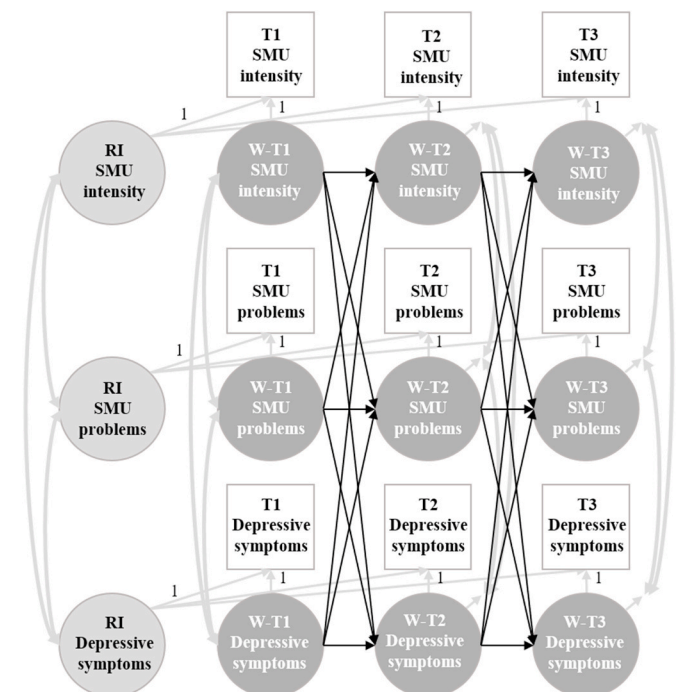 T1
SMU
intensity
T2
SMU
intensity
T3
SMU
intensity
1
1
1
1
RI
SMU
intensity
W-T1
SMU
intensity
W-T2
SMU
intensity
W-T3
SMU
intensity
T1
SMU
problems
T2
SMU
problems
T3
SMU
problems
1
1
1
1
RI
SMU
problems
W-T1
SMU
problems
W-T2
SMU
problems
W-T3
SMU
problems
T1
Depressive
symptoms
T2
Depressive
symptoms
T3
Depressive
symptoms
1
1
1
1
RI
Depressive
symptoms
W-T1
Depressive
symptoms
W-T2
Depressive
symptoms
W-T3
Depressive
symptoms